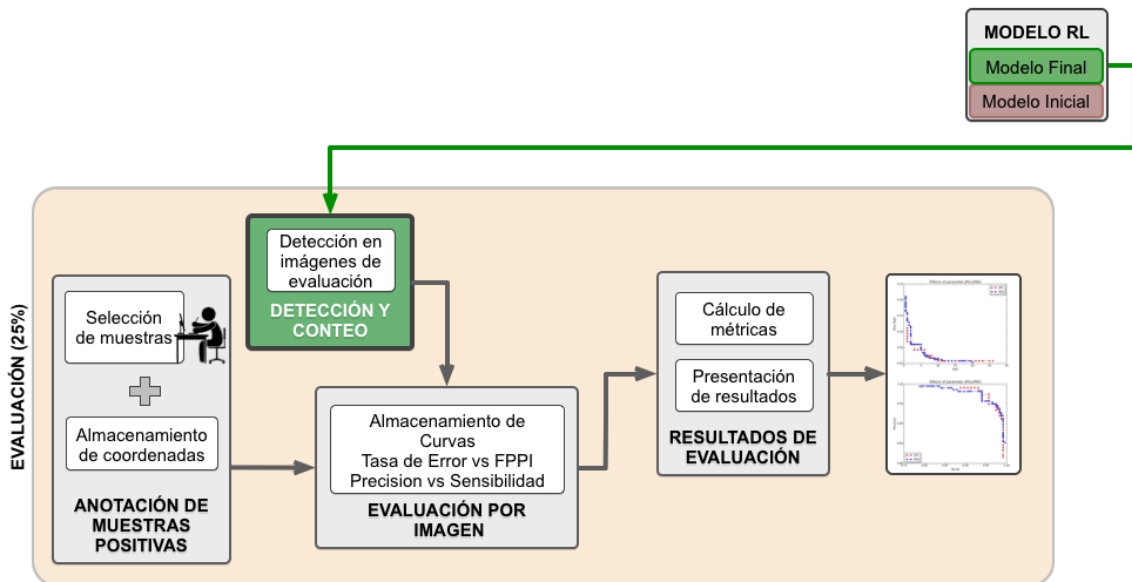 MODELO RL
Modelo Final
Modelo Inicial
EVALUACIÓN (25%)
Detección en
imágenes de
evaluación
DETECCIÓN Y
CONTEO
Selección
de muestras
Almacenamiento
de coordenadas
ANOTACIÓN DE
MUESTRAS
POSITIVAS
Almacenamiento de
Curvas
Tasa de Error vs FPPI
Precision vs Sensibilidad
EVALUACIÓN POR
IMAGEN
Cálculo de
métricas
Presentación
de resultados
RESULTADOS DE
EVALUACIÓN